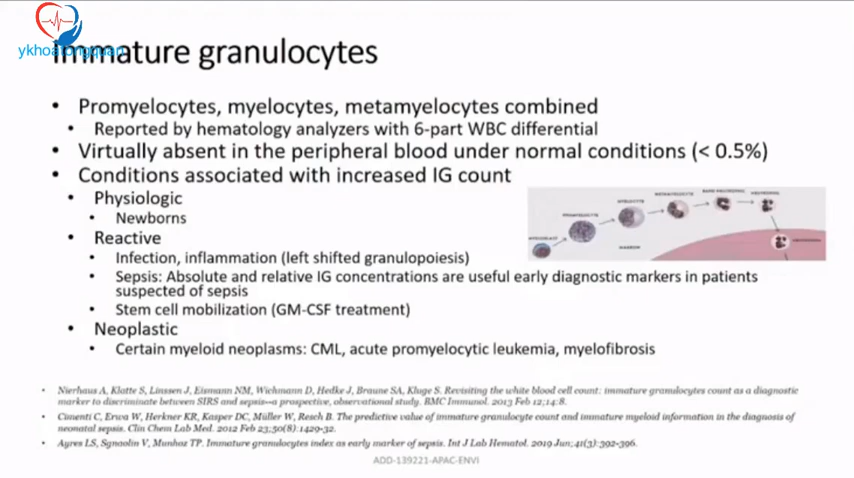 ykhoatongquan
Immature granulocytes
• Promyelocytes, myelocytes, metamyelocytes combined
• Reported by hematology analyzers with 6-part WBC differential
• Virtually absent in the peripheral blood under normal conditions (< 0.5%)
• Conditions associated with increased IG count
• Physiologic
• Newborns
• Reactive
• Infection, inflammation (left shifted granulopoiesis)
• Sepsis: Absolute and relative IG concentrations are useful early diagnostic markers in patients
suspected of sepsis
• Stem cell mobilization (GM-CSF treatment)
• Neoplastic
• Certain myeloid neoplasms: CML, acute promyelocytic leukemia, myelofibrosis
MYELOBLAST
PROMYELOCYTE
MYELOCYTE
METAMYELOCYTE
BAND NEUTROPHIL
NEUTROPHIL
MARROW
• Nierhaus A, Klatte S, Linssen J, Eismann NM, Wichmann D, Hedke J, Braune SA, Kluge S. Revisiting the white blood cell count: immature granulocytes count as a diagnostic
marker to discriminate between SIRS and sepsis--a prospective, observational study. BMC Immunol. 2013 Feb 12;14:8.
• Cimenti C, Erwa W, Herkner KR, Kasper DC, Müller W, Resch B. The predictive value of immature granulocyte count and immature myeloid information in the diagnosis of
neonatal sepsis. Clin Chem Lab Med. 2012 Feb 23;50(8):1429-32.
• Ayres LS, Sgnaolin V, Munhoz TP. Immature granulocytes index as early marker of sepsis. Int J Lab Hematol. 2019 Jun;41(3):392-396.
ADD-139221-APAC-ENVI